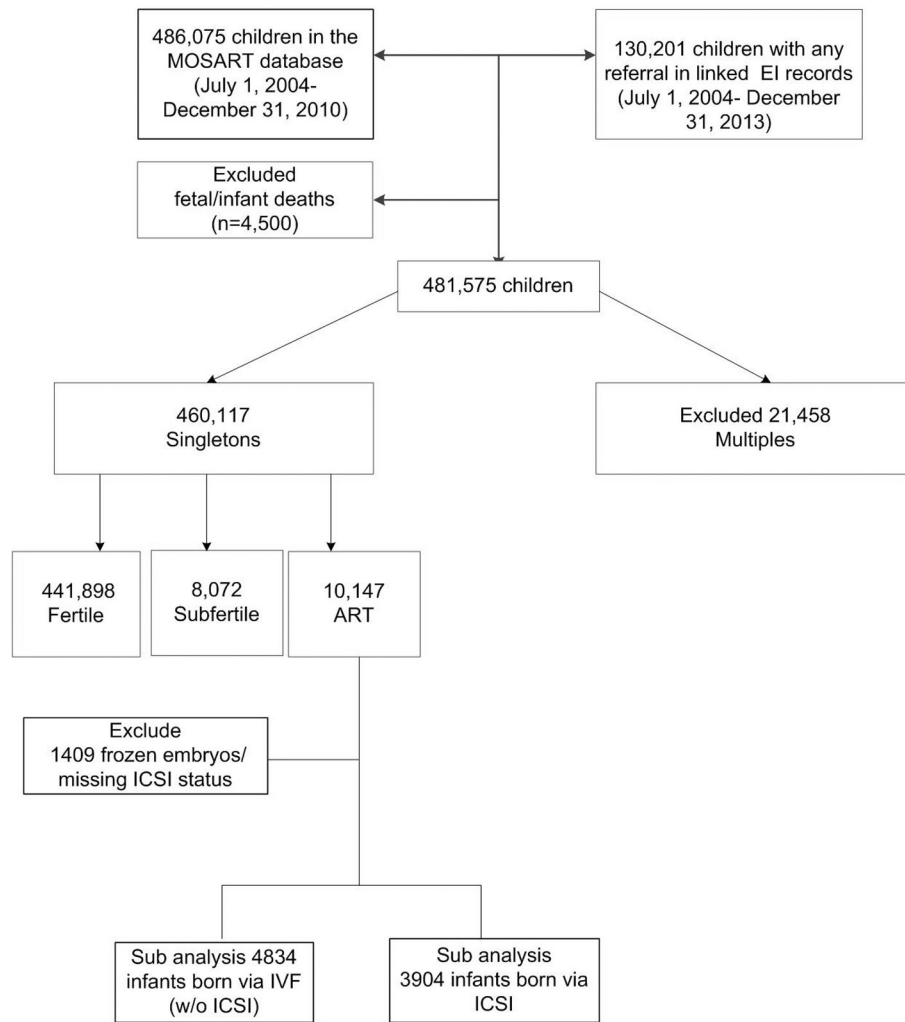 486,075 children in the
MOSART database
(July 1, 2004-
December 31, 2010)
130,201 children with any
referral in linked EI records
(July 1, 2004- December
31, 2013)
Excluded
fetal/infant deaths
(n=4,500)
481,575 children
460,117
Singletons
Excluded 21,458
Multiples
441,898
Fertile
8,072
Subfertile
10,147
ART
Exclude
1409 frozen embryos/
missing ICSI status
Sub analysis 4834
infants born via IVF
(w/o ICSI)
Sub analysis
3904 infants born via
ICSI